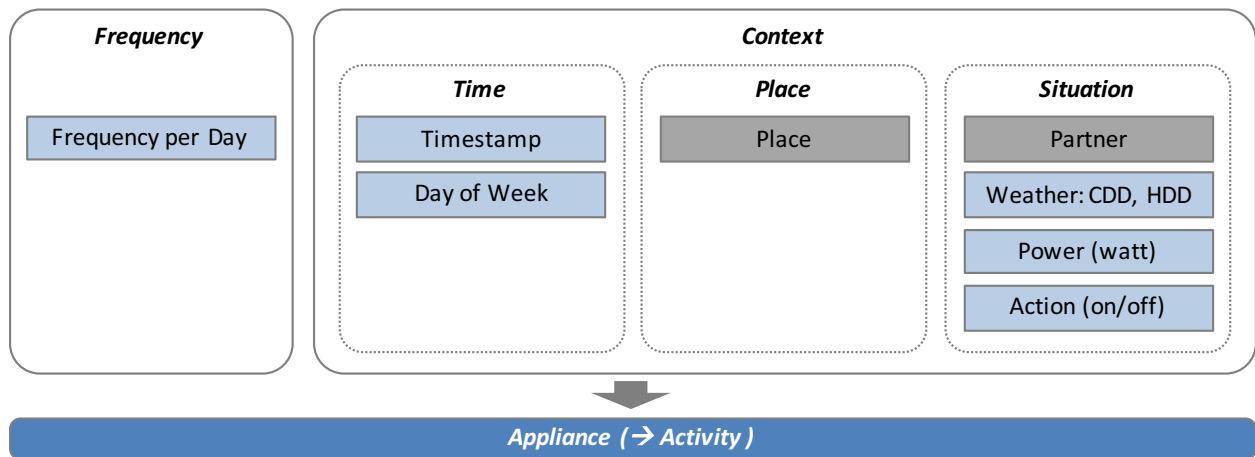 Frequency
Frequency per Day
Context
Time
Timestamp
Day of Week
Place
Place
Situation
Partner
Weather: CDD, HDD
Power (watt)
Action (on/off)
Appliance (→ Activity )